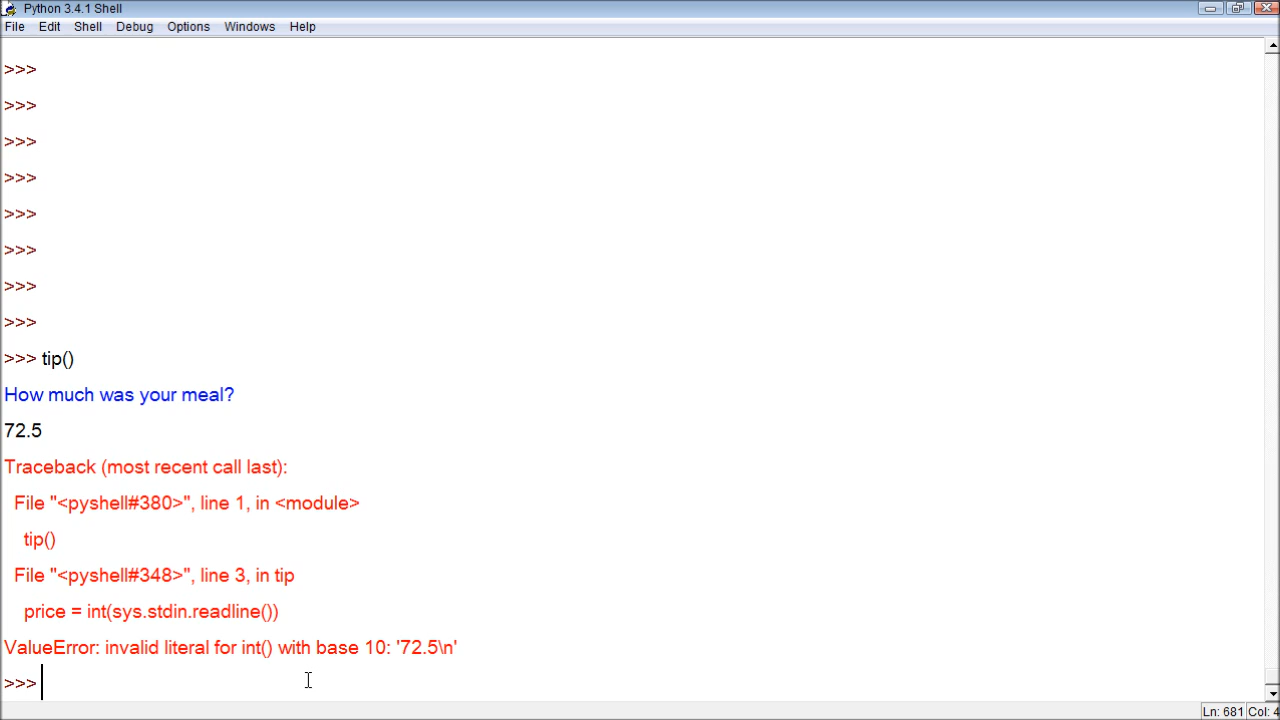 Python 3.4.1 Shell
File Edit Shell Debug Options Windows Help
>>>
>>>
>>>
>>>
>>>
>>>
>>>
>>>
>>> tip()
How much was your meal?
72.5
Traceback (most recent call last):
File "<pyshell#380>", line 1, in <module>
tip()
File "<pyshell#348>", line 3, in tip
price = int(sys.stdin.readline())
ValueError: invalid literal for int() with base 10: '72.5\n'
>>>
Ln: 681 Col: 4